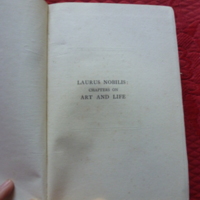 LAURUS NOBILIS:
CHAPTERS ON
ART AND LIFE